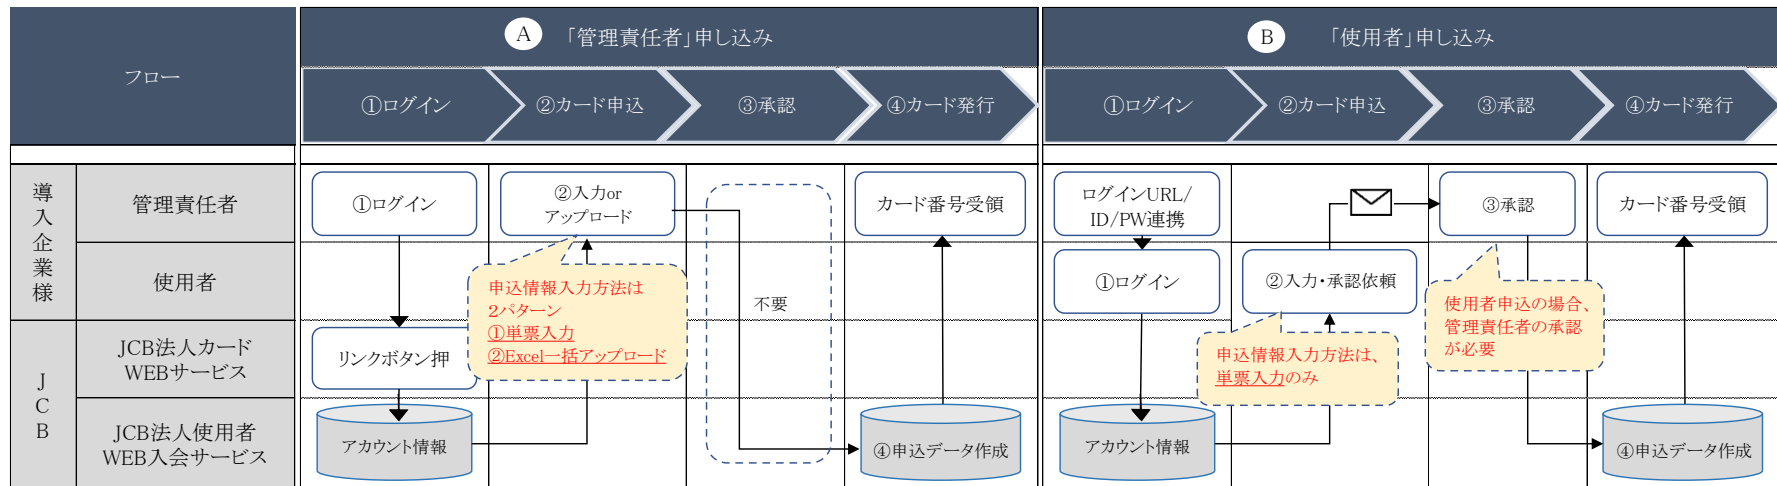 フロー
A 「管理責任者」申し込み
①ログイン
②カード申込
③承認
④カード発行
B 「使用者」申し込み
①ログイン
②カード申込
③承認
④カード発行
導入企業様
管理責任者
使用者
JCB
JCB法人カード
WEBサービス
JCB法人使用者
WEB入会サービス
①ログイン
リンクボタン押
アカウント情報
②入力or
アップロード
申込情報入力方法は
2パターン
①単票入力
②Excel一括アップロード
不要
カード番号受領
④申込データ作成
ログインURL/
ID/PW連携
①ログイン
アカウント情報
②入力・承認依頼
申込情報入力方法は、
単票入力のみ
③承認
使用者申込の場合、
管理責任者の承認
が必要
カード番号受領
④申込データ作成